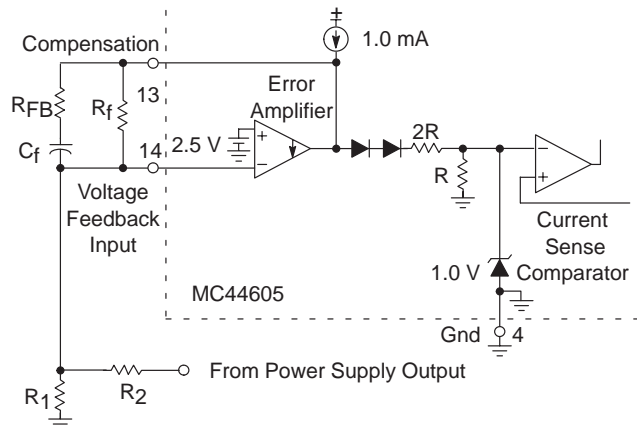 Compensation
1.0 mA
RFB
Rf
13
Error
Amplifier
Cf
14
2.5 V
+
−
2R
R
−
+
Voltage
Feedback
Input
Current
Sense
Comparator
1.0 V
MC44605
Gnd
4
R1
R2
From Power Supply Output